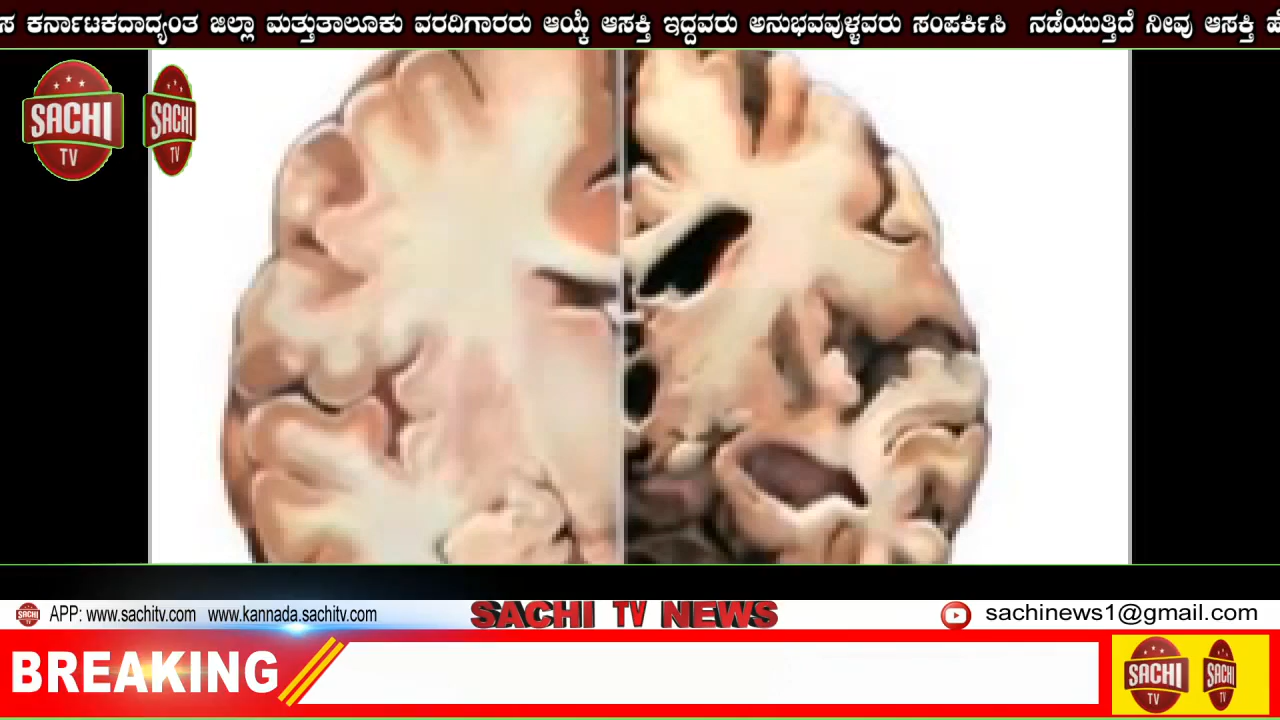 ಸ ಕರ್ನಾಟಕದಾದ್ಯಂತ ಜಿಲ್ಲಾ ಮತ್ತುತಾಲೂಕು ವರದಿಗಾರರು ಆಯ್ಕೆ ಆಸಕ್ತಿ ಇದ್ದವರು ಅನುಭವವುಳ್ಳವರು ಸಂಪರ್ಕಿಸಿ ನಡೆಯುತ್ತಿದೆ ನೀವು ಆಸಕ್ತಿ ಹೆ
SACHI SACHI
TV TV
SACHI TV APP: www.sachitv.com www.kannada.sachitv.com SACHI TV NEWS sachinews1@gmail.com
BREAKING SACHI SACHI
TV TV